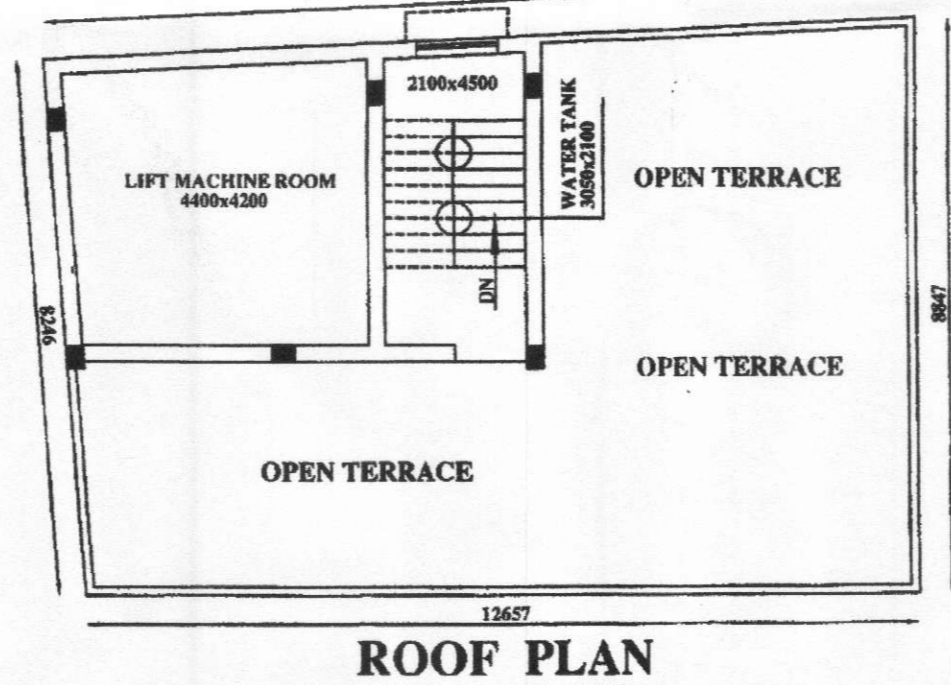 2100x4500
WATER TANK
3050x2100
LIFT MACHINE ROOM
4400x4200
OPEN TERRACE
DN
8246
8847
OPEN TERRACE
OPEN TERRACE
12657
ROOF PLAN